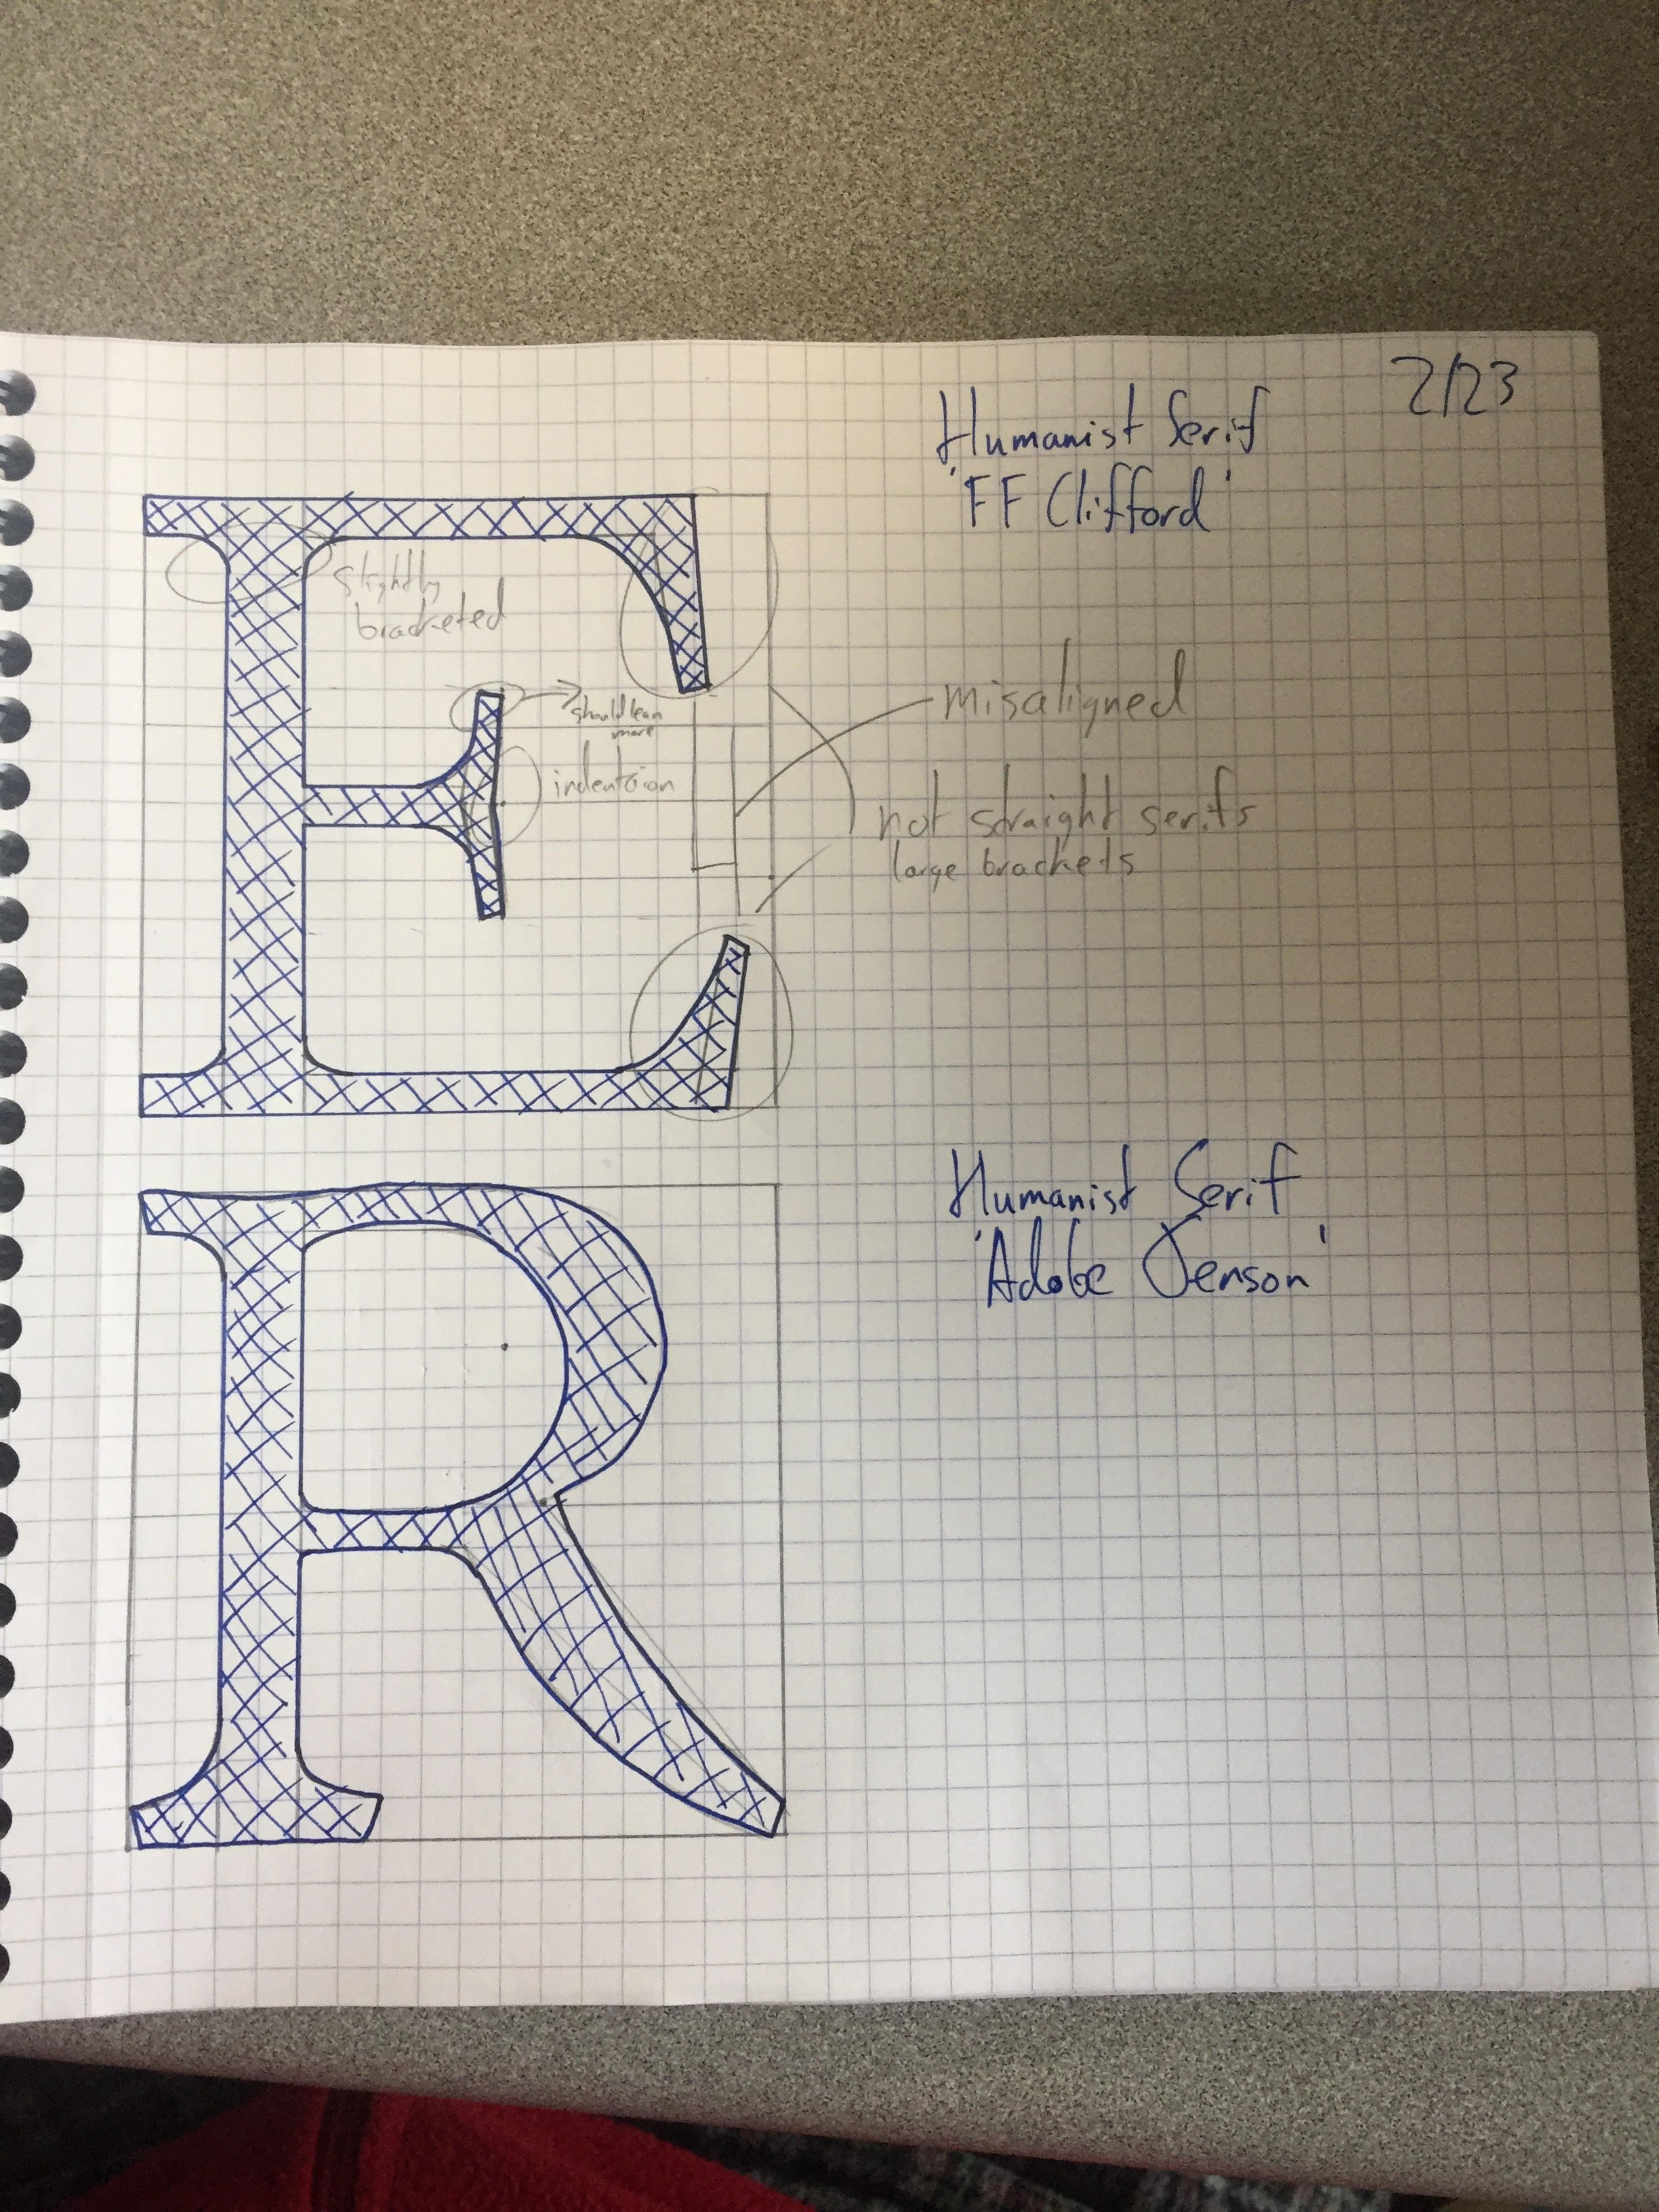 2/23
Humanist Serif
'FF Clifford'
slightly
bracketed
should lean
more
indentaion
misaligned
not straight serifs
large brackets
Humanist Serif
'Adobe Jenson'